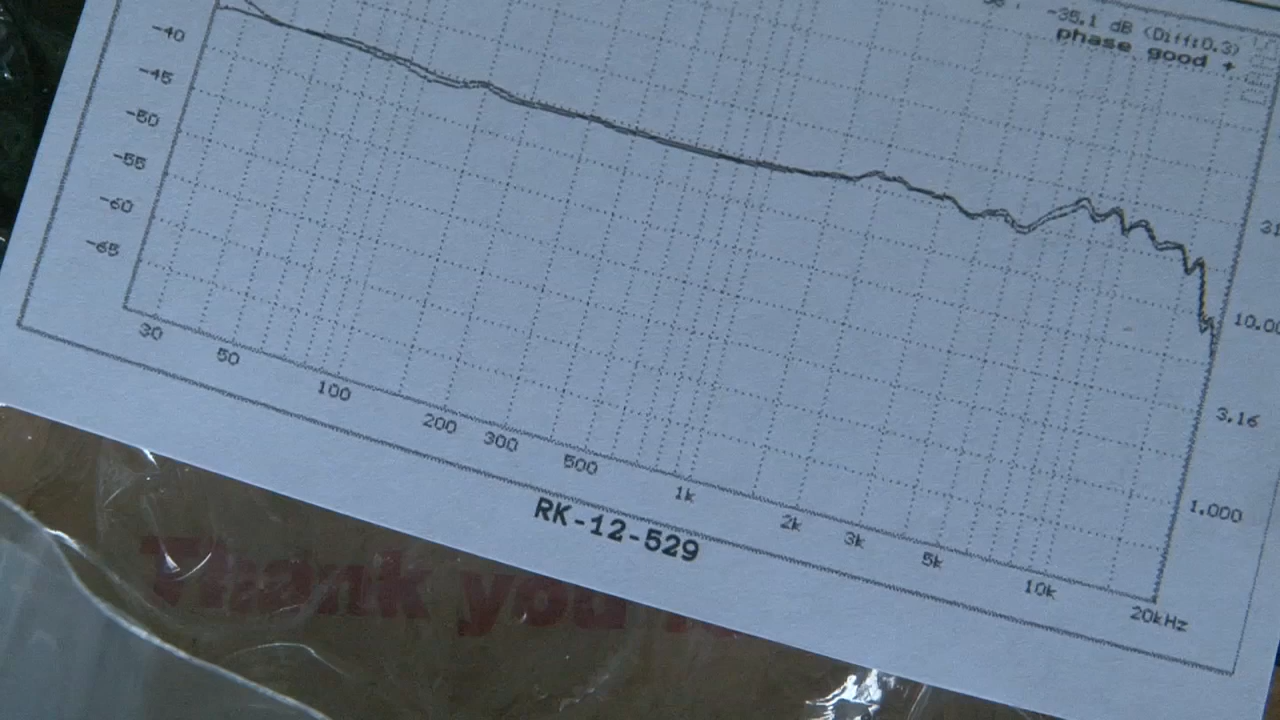 -35.1 dB (Diff:0.3)
phase good +
-40
-45
-50
-55
-60
-65
10.00
3.16
1.000
30 50 100 200 300 500 1k 2k 3k 5k 10k 20kHz
RK-12-529
Thank you